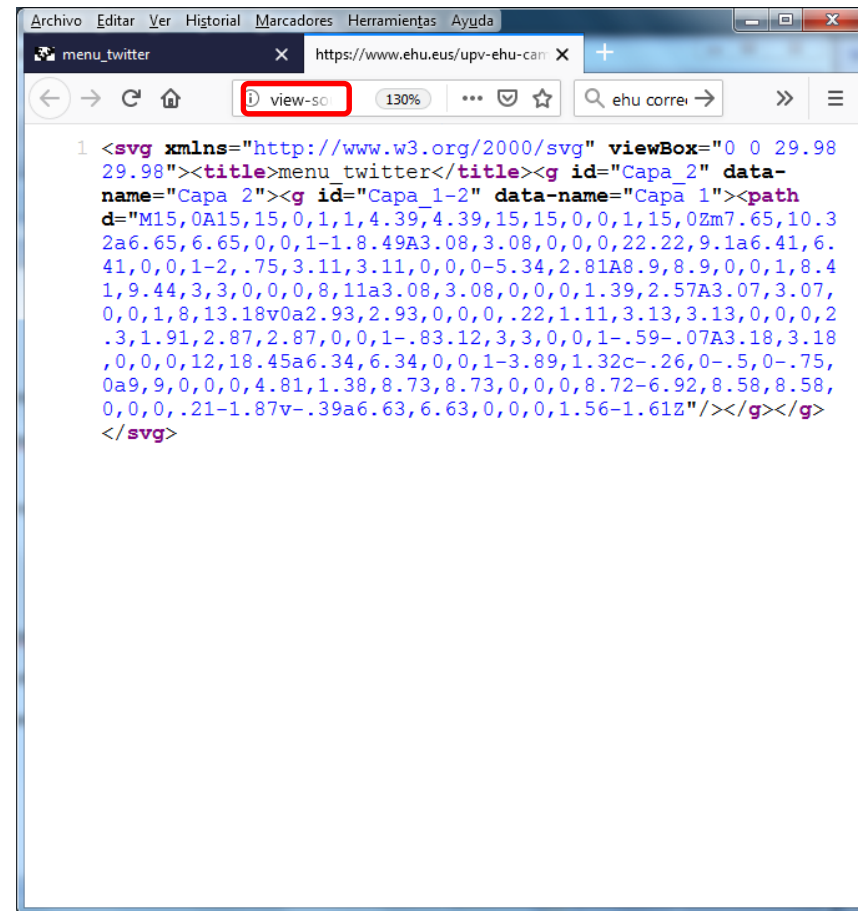 Archivo Editar Ver Historial Marcadores Herramientas Ayuda
menu_twitter https://www.ehu.eus/upv-ehu-cam
view-so 130% ehu corre
1 <svg xmlns="http://www.w3.org/2000/svg" viewBox="0 0 29.98
29.98"><title>menu_twitter</title><g id="Capa_2" data-
name="Capa 2"><g id="Capa_1-2" data-name="Capa 1"><path
d="M15,0A15,15,0,1,1,4.39,4.39,15,15,0,0,1,15,0Zm7.65,10.3
2a6.65,6.65,0,0,1-1.8.49A3.08,3.08,0,0,0,22.22,9.1a6.41,6.
41,0,0,1-2,.75,3.11,3.11,0,0,0-5.34,2.81A8.9,8.9,0,0,1,8.4
1,9.44,3,3,0,0,0,8,11a3.08,3.08,0,0,0,1.39,2.57A3.07,3.07,
0,0,1,8,13.18v0a2.93,2.93,0,0,0,.22,1.11,3.13,3.13,0,0,0,2
.3,1.91,2.87,2.87,0,0,1-.83.12,3,3,0,0,1-.59-.07A3.18,3.18
,0,0,0,12,18.45a6.34,6.34,0,0,1-3.89,1.32c-.26,0-.5,0-.75,
0a9,9,0,0,0,4.81,1.38,8.73,8.73,0,0,0,8.72-6.92,8.58,8.58,
0,0,0,.21-1.87v-.39a6.63,6.63,0,0,0,1.56-1.61Z"/></g></g>
</svg>